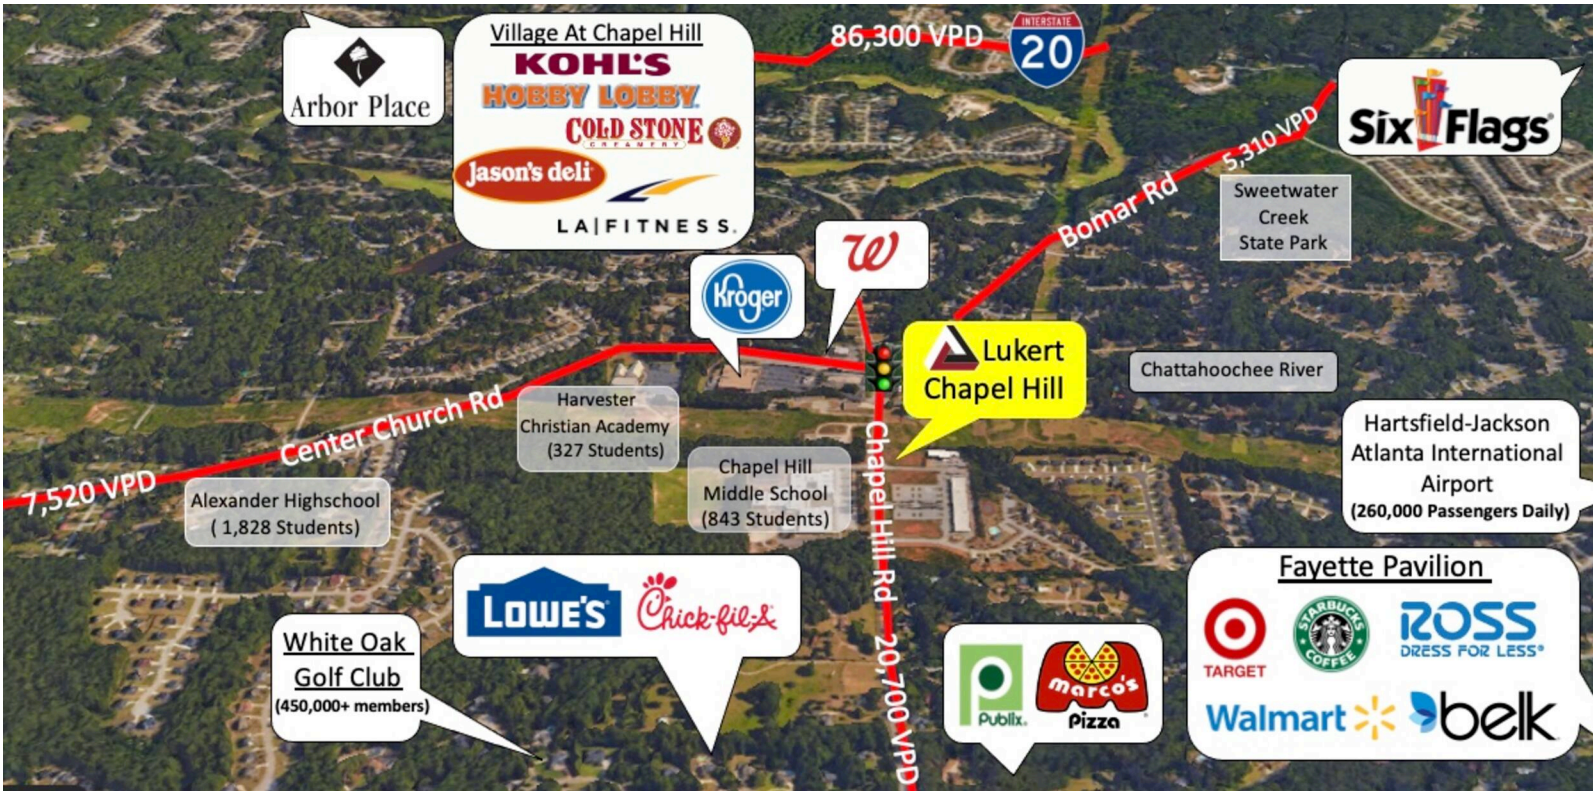 Arbor Place
Village At Chapel Hill
KOHL'S
HOBBY LOBBY
COLD STONE
CREAMERY
Jason's deli
LA|FITNESS.
86,300 VPD
INTERSTATE
20
Six Flags
5,310 VPD
Bomar Rd
Sweetwater
Creek
State Park
W
Kroger
Lukert
Chapel Hill
Chattahoochee River
Center Church Rd
7,520 VPD
Harvester
Christian Academy
(327 Students)
Alexander Highschool
( 1,828 Students)
Chapel Hill
Middle School
(843 Students)
Chapel Hill Rd
20,700 VPD
Hartsfield-Jackson
Atlanta International
Airport
(260,000 Passengers Daily)
LOWE'S
Chick-fil-A
White Oak
Golf Club
(450,000+ members)
P
Publix.
Marco's
Pizza
Fayette Pavilion
TARGET
STARBUCKS
COFFEE
ROSS
DRESS FOR LESS®
Walmart
belk